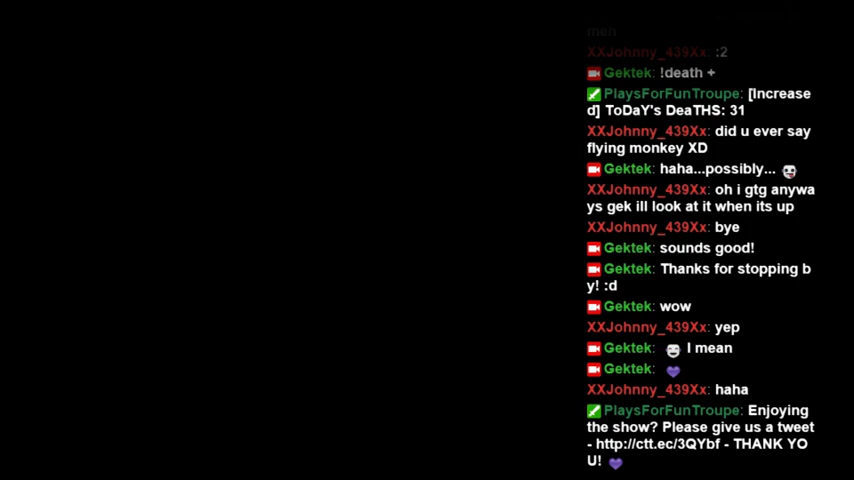 meh
XXJohnny_439Xx: :2
Gektek: !death +
PlaysForFunTroupe: [Increase
d] ToDaY's DeaTHS: 31
XXJohnny_439Xx: did u ever say
flying monkey XD
Gektek: haha...possibly...
XXJohnny_439Xx: oh i gtg anywa
ys gek ill look at it when its up
XXJohnny_439Xx: bye
Gektek: sounds good!
Gektek: Thanks for stopping b
y! :d
Gektek: wow
XXJohnny_439Xx: yep
Gektek: I mean
Gektek:
XXJohnny_439Xx: haha
PlaysForFunTroupe: Enjoying
the show? Please give us a tweet
- http://ctt.ec/3QYbf - THANK YO
U!